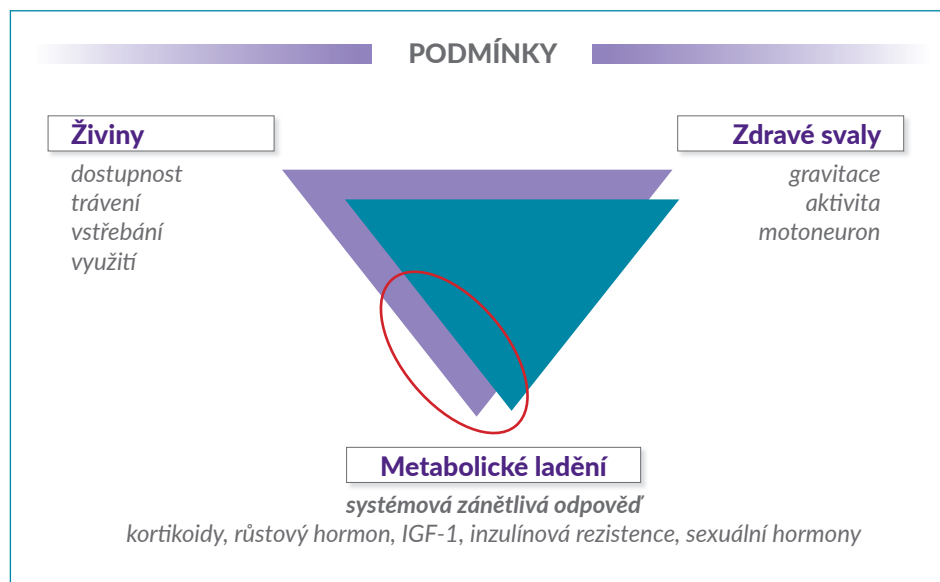 PODMÍNKY
Živiny
dostupnost
trávení
vstřebání
využití
Zdravé svaly
gravitace
aktivita
motoneuron
Metabolické ladění
systémová zánětlivá odpověď
kortikoidy, růstový hormon, IGF-1, inzulínová rezistence, sexuální hormony